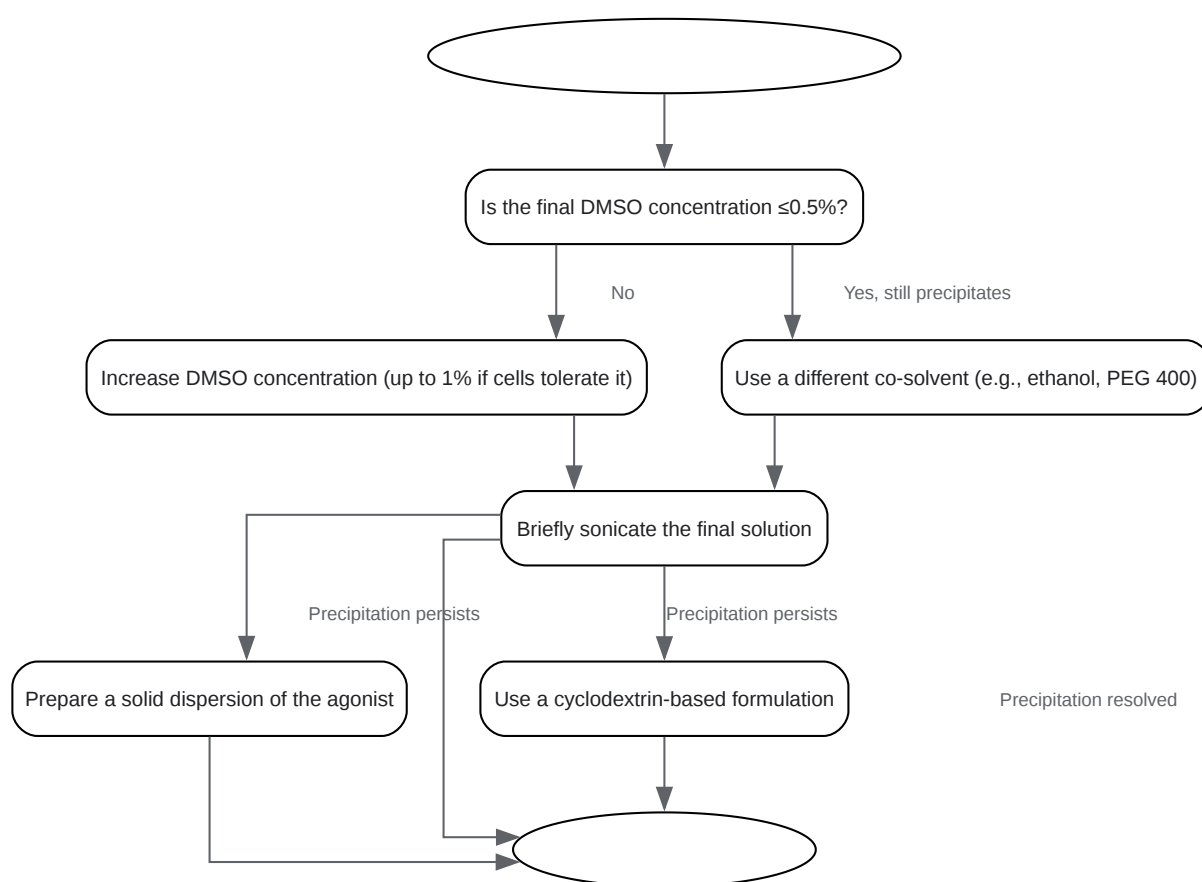 Is the final DMSO concentration ≤0.5%?
No
Yes, still precipitates
Increase DMSO concentration (up to 1% if cells tolerate it)
Use a different co-solvent (e.g., ethanol, PEG 400)
Briefly sonicate the final solution
Precipitation persists
Precipitation persists
Prepare a solid dispersion of the agonist
Use a cyclodextrin-based formulation
Precipitation resolved